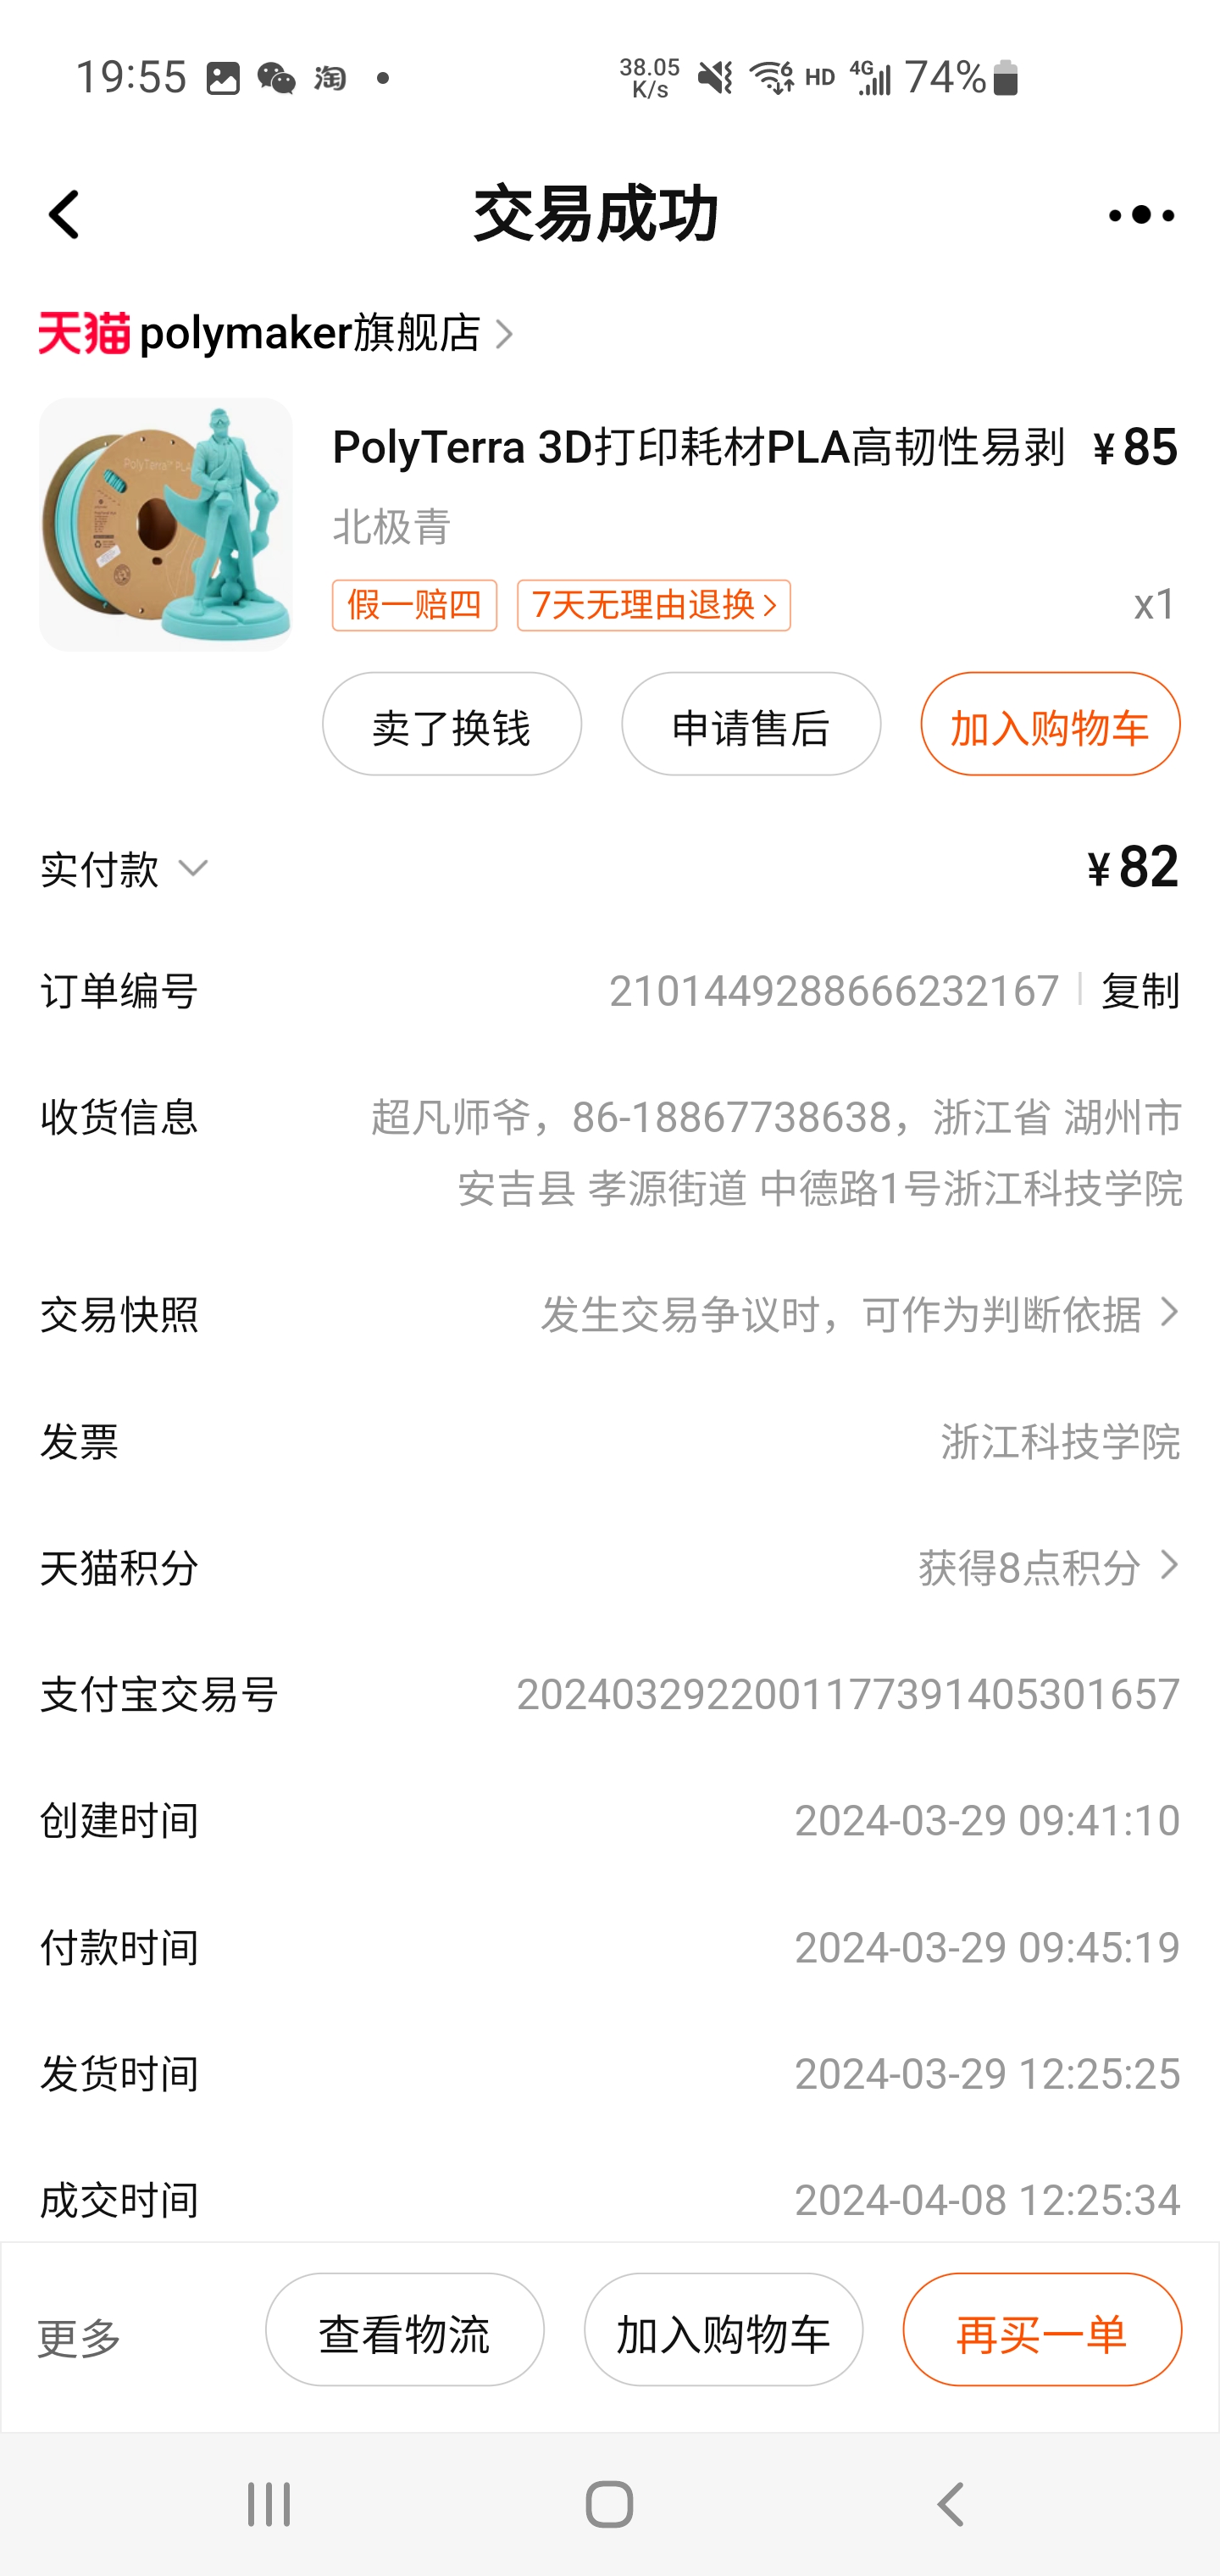 19:55 淘 38.05 K/s 6 HD 4G 74%
交易成功
天猫 polymaker旗舰店
PolyTerra™ PLA
PolyTerra 3D打印耗材PLA高韧性易剥 ¥85
北极青
假一赔四 7天无理由退换 x1
卖了换钱 申请售后 加入购物车
实付款 ¥82
订单编号 2101449288666232167 复制
收货信息 超凡师爷，86-18867738638，浙江省 湖州市
安吉县 孝源街道 中德路1号浙江科技学院
交易快照 发生交易争议时，可作为判断依据
发票 浙江科技学院
天猫积分 获得8点积分
支付宝交易号 2024032922001177391405301657
创建时间 2024-03-29 09:41:10
付款时间 2024-03-29 09:45:19
发货时间 2024-03-29 12:25:25
成交时间 2024-04-08 12:25:34
更多 查看物流 加入购物车 再买一单